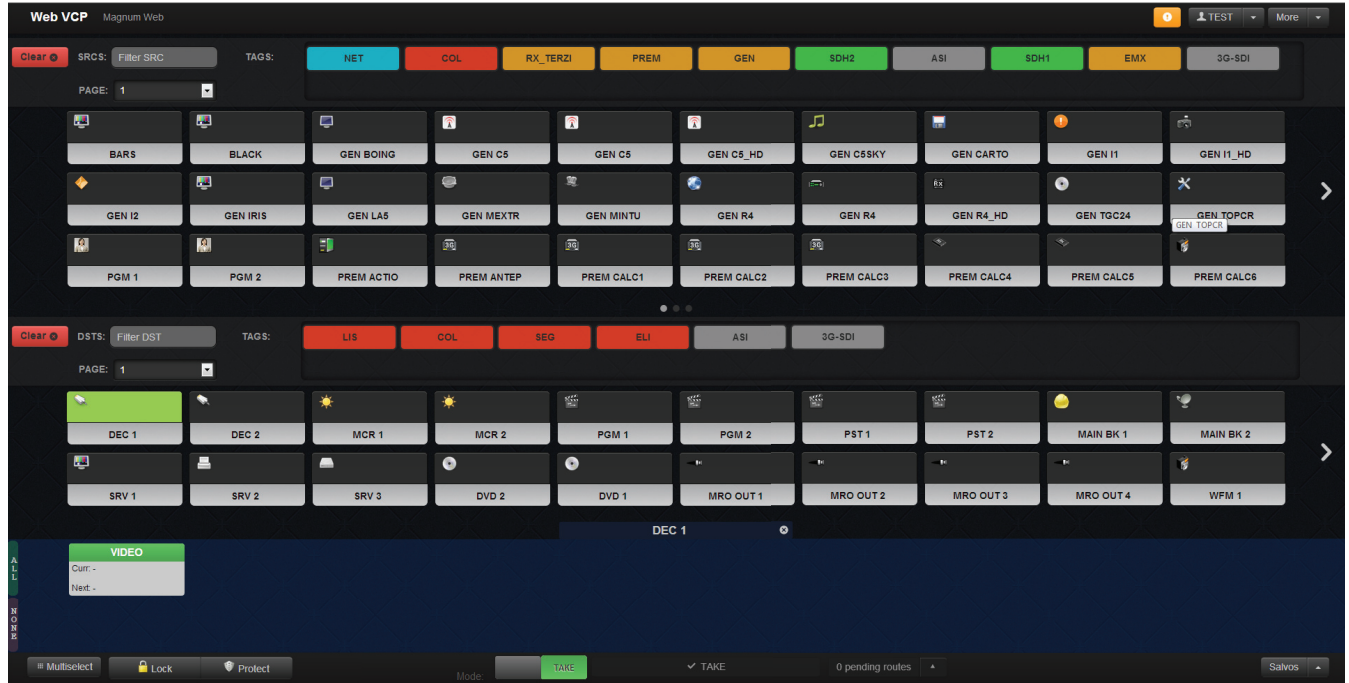 Web VCP Magnum Web TEST More
Clear SRCS: Filter SRC TAGS: NET COL RX_TERZI PREM GEN SDH2 ASI SDH1 EMX 3G-SDI
PAGE: 1
BARS BLACK GEN BOING GEN C5 GEN C5 GEN C5_HD GEN C5SKY GEN CARTO GEN I1 GEN I1_HD
Rx
GEN I2 GEN IRIS GEN LA5 GEN MEXTR GEN MINTU GEN R4 GEN R4 GEN R4_HD GEN TGC24 GEN TOPCR
GEN TOPCR
3G 3G 3G 3G
PGM 1 PGM 2 PREM ACTIO PREM ANTEP PREM CALC1 PREM CALC2 PREM CALC3 PREM CALC4 PREM CALC5 PREM CALC6
Clear DSTS: Filter DST TAGS: LIS COL SEG ELI ASI 3G-SDI
PAGE: 1
DEC 1 DEC 2 MCR 1 MCR 2 PGM 1 PGM 2 PST 1 PST 2 MAIN BK 1 MAIN BK 2
SRV 1 SRV 2 SRV 3 DVD 2 DVD 1 MRO OUT 1 MRO OUT 2 MRO OUT 3 MRO OUT 4 WFM 1
DEC 1
ALL
VIDEO
Curr: -
Next: -
NONE
Multiselect Lock Protect Mode: TAKE TAKE 0 pending routes Salvos